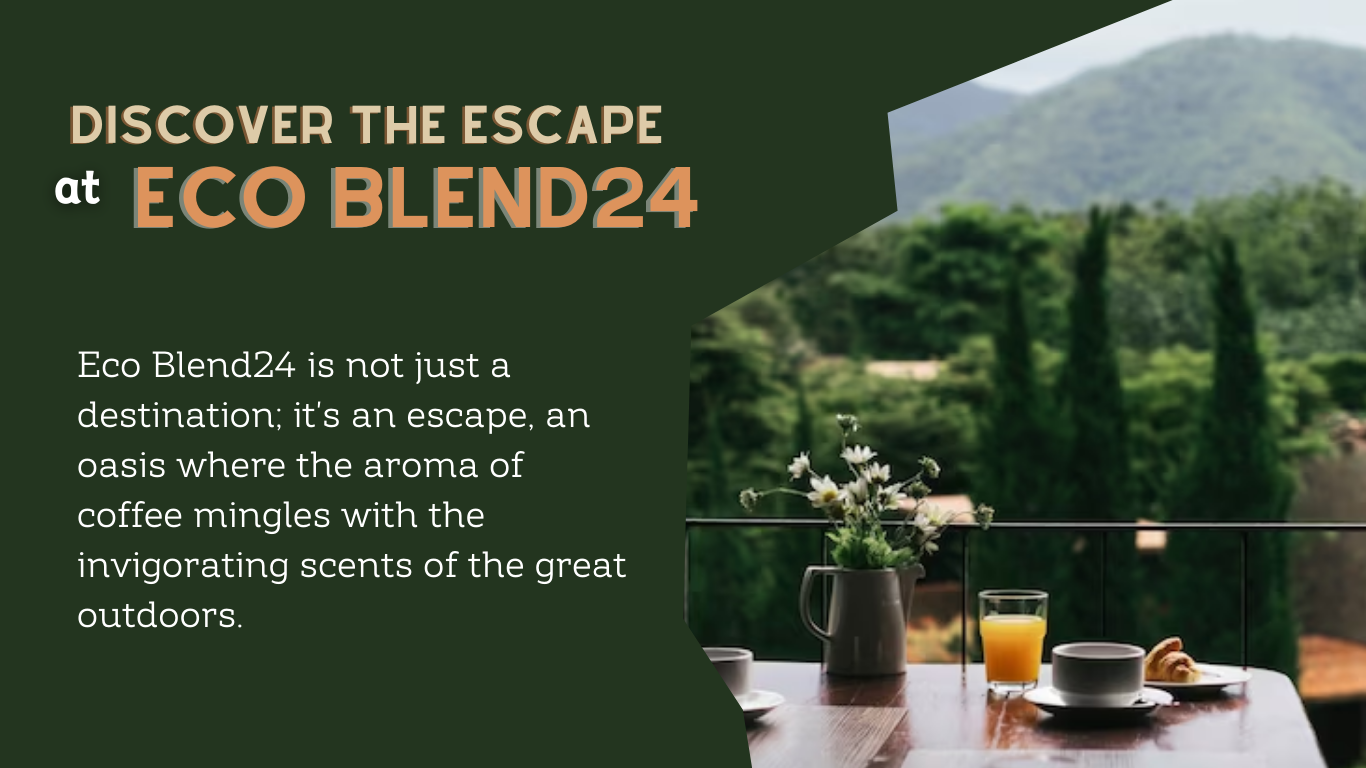 DISCOVER THE ESCAPE
at ECO BLEND24
Eco Blend24 is not just a
destination; it's an escape, an
oasis where the aroma of
coffee mingles with the
invigorating scents of the great
outdoors.